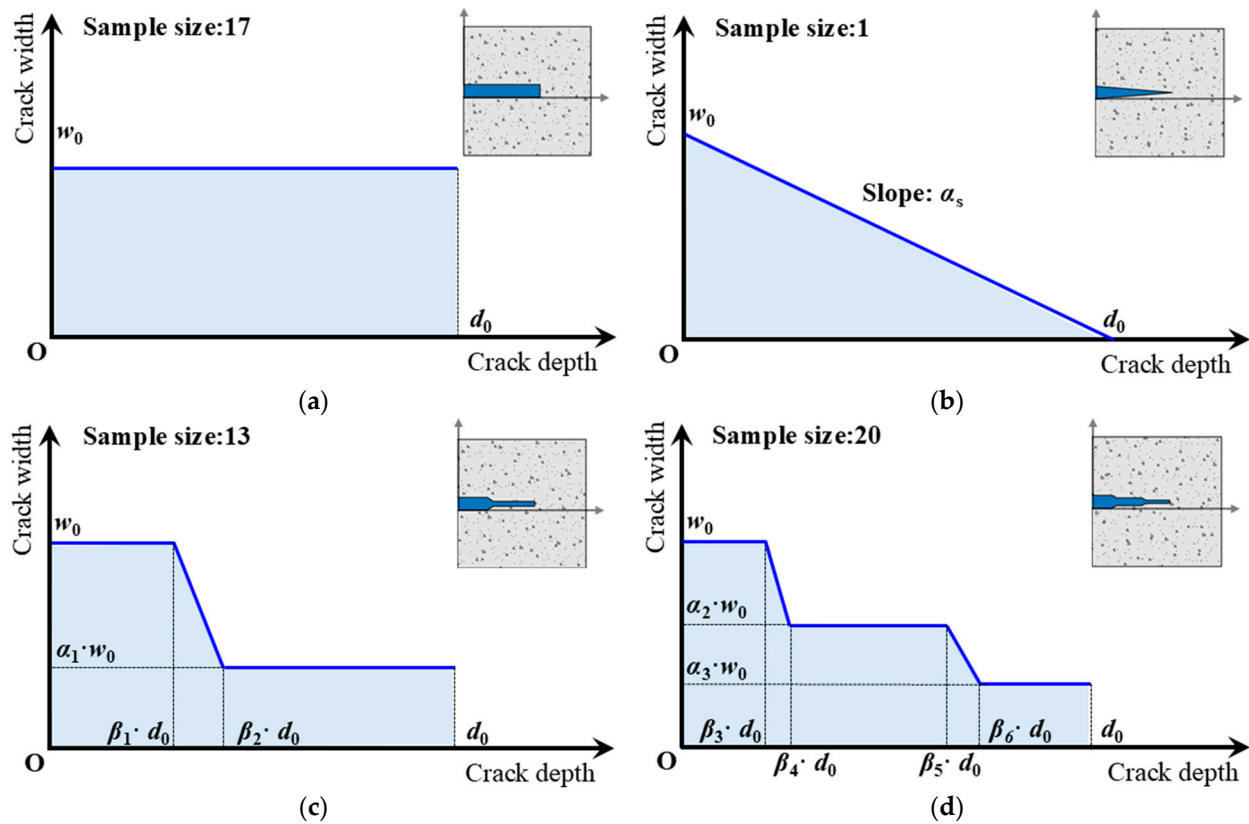 Sample size:17
Crack width
w₀
d₀
O
Crack depth
(a)
Sample size:1
Crack width
w₀
Slope: αₛ
d₀
O
Crack depth
(b)
Sample size:13
Crack width
w₀
α₁·w₀
β₁· d₀
β₂· d₀
d₀
O
Crack depth
(c)
Sample size:20
Crack width
w₀
α₂·w₀
α₃·w₀
β₃· d₀
β₆· d₀
d₀
O
β₄· d₀
β₅· d₀
Crack depth
(d)